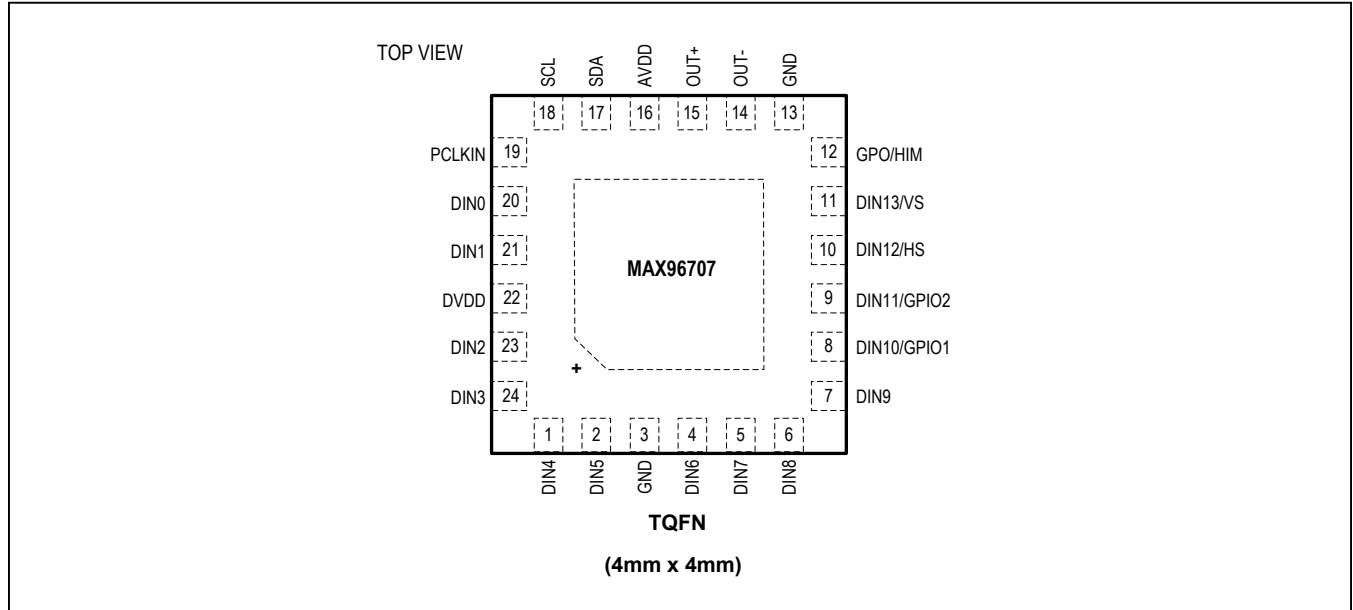 TOP VIEW
SCL
SDA
AVDD
OUT+
OUT-
GND
18
17
16
15
14
13
PCLKIN 19
DIN0 20
DIN1 21
DVDD 22
DIN2 23
DIN3 24
MAX96707
+
12 GPO/HIM
11 DIN13/VS
10 DIN12/HS
9 DIN11/GPIO2
8 DIN10/GPIO1
7 DIN9
1
2
3
4
5
6
DIN4
DIN5
GND
DIN6
DIN7
DIN8
TQFN
(4mm x 4mm)